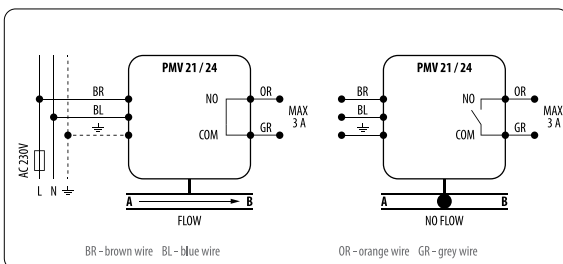 PMV 21 / 24
BR
BL
NO
COM
OR
GR
MAX
3 A
AC 230V
L N
A B
FLOW
PMV 21 / 24
BR
BL
NO
COM
OR
GR
MAX
3 A
A B
NO FLOW
BR – brown wire BL – blue wire
OR – orange wire GR – grey wire